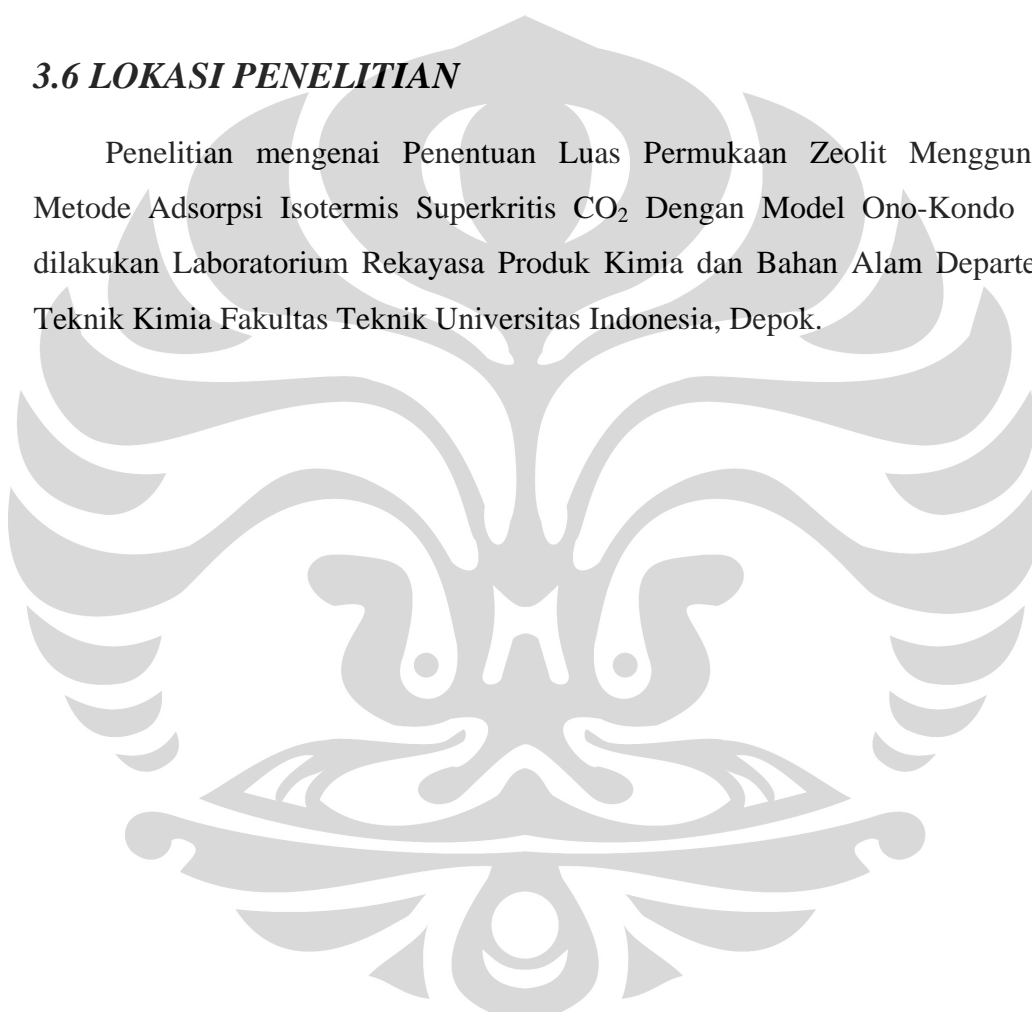 3.6 LOKASI PENELITIAN
Penelitian mengenai Penentuan Luas Permukaan Zeolit Menggun
Metode Adsorpsi Isotermis Superkritis CO₂ Dengan Model Ono-Kondo
dilakukan Laboratorium Rekayasa Produk Kimia dan Bahan Alam Departe
Teknik Kimia Fakultas Teknik Universitas Indonesia, Depok.